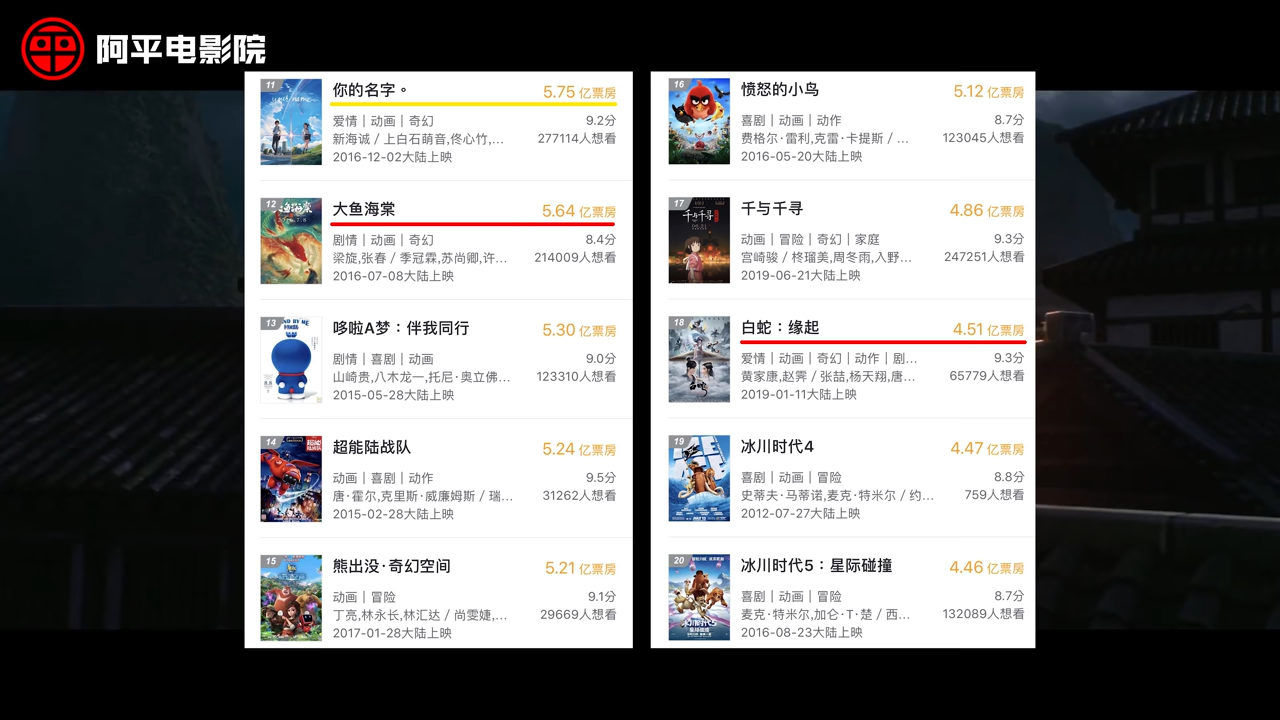 阿平电影院
11
你的名字。
5.75 亿票房
爱情｜动画｜奇幻
9.2分
新海诚 / 上白石萌音,佟心竹,...
277114人想看
2016-12-02大陆上映
12
大鱼海棠
5.64 亿票房
剧情｜动画｜奇幻
8.4分
梁旋,张春 / 季冠霖,苏尚卿,许...
214009人想看
2016-07-08大陆上映
13
哆啦A梦：伴我同行
5.30 亿票房
剧情｜喜剧｜动画
9.0分
山崎贵,八木龙一,托尼·奥立佛...
123310人想看
2015-05-28大陆上映
14
超能陆战队
5.24 亿票房
动画｜喜剧｜动作
9.5分
唐·霍尔,克里斯·威廉姆斯 / 瑞...
31262人想看
2015-02-28大陆上映
15
熊出没·奇幻空间
5.21 亿票房
动画｜冒险
9.1分
丁亮,林永长,林汇达 / 尚雯婕,...
29669人想看
2017-01-28大陆上映
16
愤怒的小鸟
5.12 亿票房
喜剧｜动画｜动作
8.7分
费格尔·雷利,克雷·卡提斯 / ...
123045人想看
2016-05-20大陆上映
17
千与千寻
千与千寻
4.86 亿票房
动画｜冒险｜奇幻｜家庭
9.3分
宫崎骏 / 柊瑠美,周冬雨,入野...
247251人想看
2019-06-21大陆上映
18
白蛇：缘起
4.51 亿票房
爱情｜动画｜奇幻｜动作｜剧...
9.3分
黄家康,赵霁 / 张喆,杨天翔,唐...
65779人想看
2019-01-11大陆上映
19
冰川时代4
4.47 亿票房
喜剧｜动画｜冒险
8.8分
史蒂夫·马蒂诺,麦克·特米尔 / 约...
759人想看
2012-07-27大陆上映
20
冰川时代5：星际碰撞
4.46 亿票房
喜剧｜动画｜冒险
8.7分
麦克·特米尔,加仑·T·楚 / 西...
132089人想看
2016-08-23大陆上映